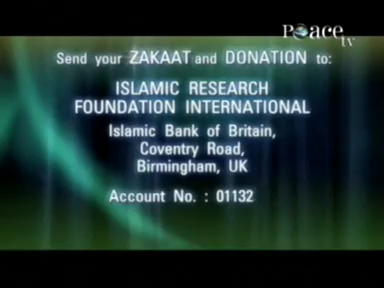 Peace
tv
Send your ZAKAAT and DONATION to:
ISLAMIC RESEARCH
FOUNDATION INTERNATIONAL
Islamic Bank of Britain,
Coventry Road,
Birmingham, UK
Account No. : 01132